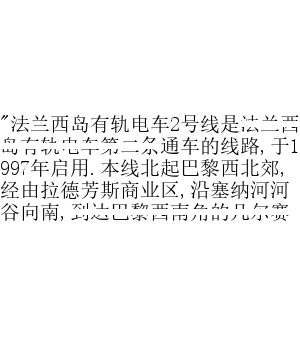 "法兰西岛有轨电车2号线是法兰西
岛有轨电车第二条通车的线路,于1
997年启用.本线北起巴黎西北郊,
经由拉德芳斯商业区,沿塞纳河河
谷向南,到达巴黎西南角的凡尔赛